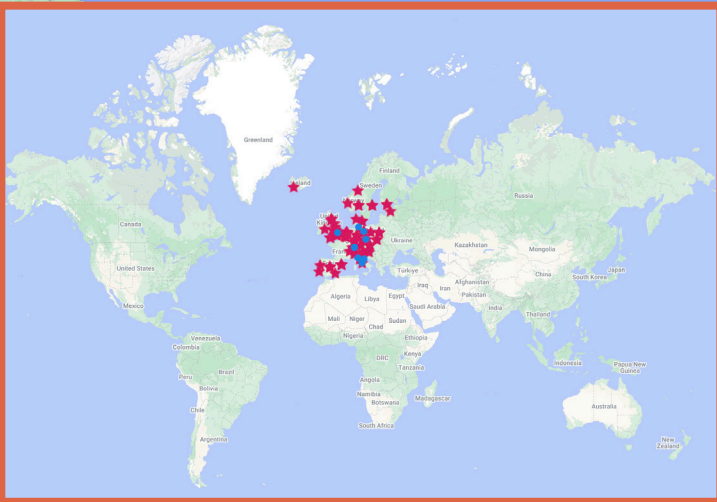 Greenland
Finland
Sweden
Russia
Canada
Ukraine
Kazakhstan
Mongolia
United States
Türkiye
China
Japan
South Korea
Afghanistan
Iraq
Iran
Pakistan
Algeria
Libya
Egypt
Saudi Arabia
India
Mexico
Mali
Niger
Chad
Sudan
Thailand
Nigeria
Ethiopia
Venezuela
Colombia
Kenya
DRC
Tanzania
Indonesia
Papua New
Guinea
Peru
Brazil
Angola
Bolivia
Namibia
Botswana
Madagascar
Chile
Australia
South Africa
Argentina
New
Zealand